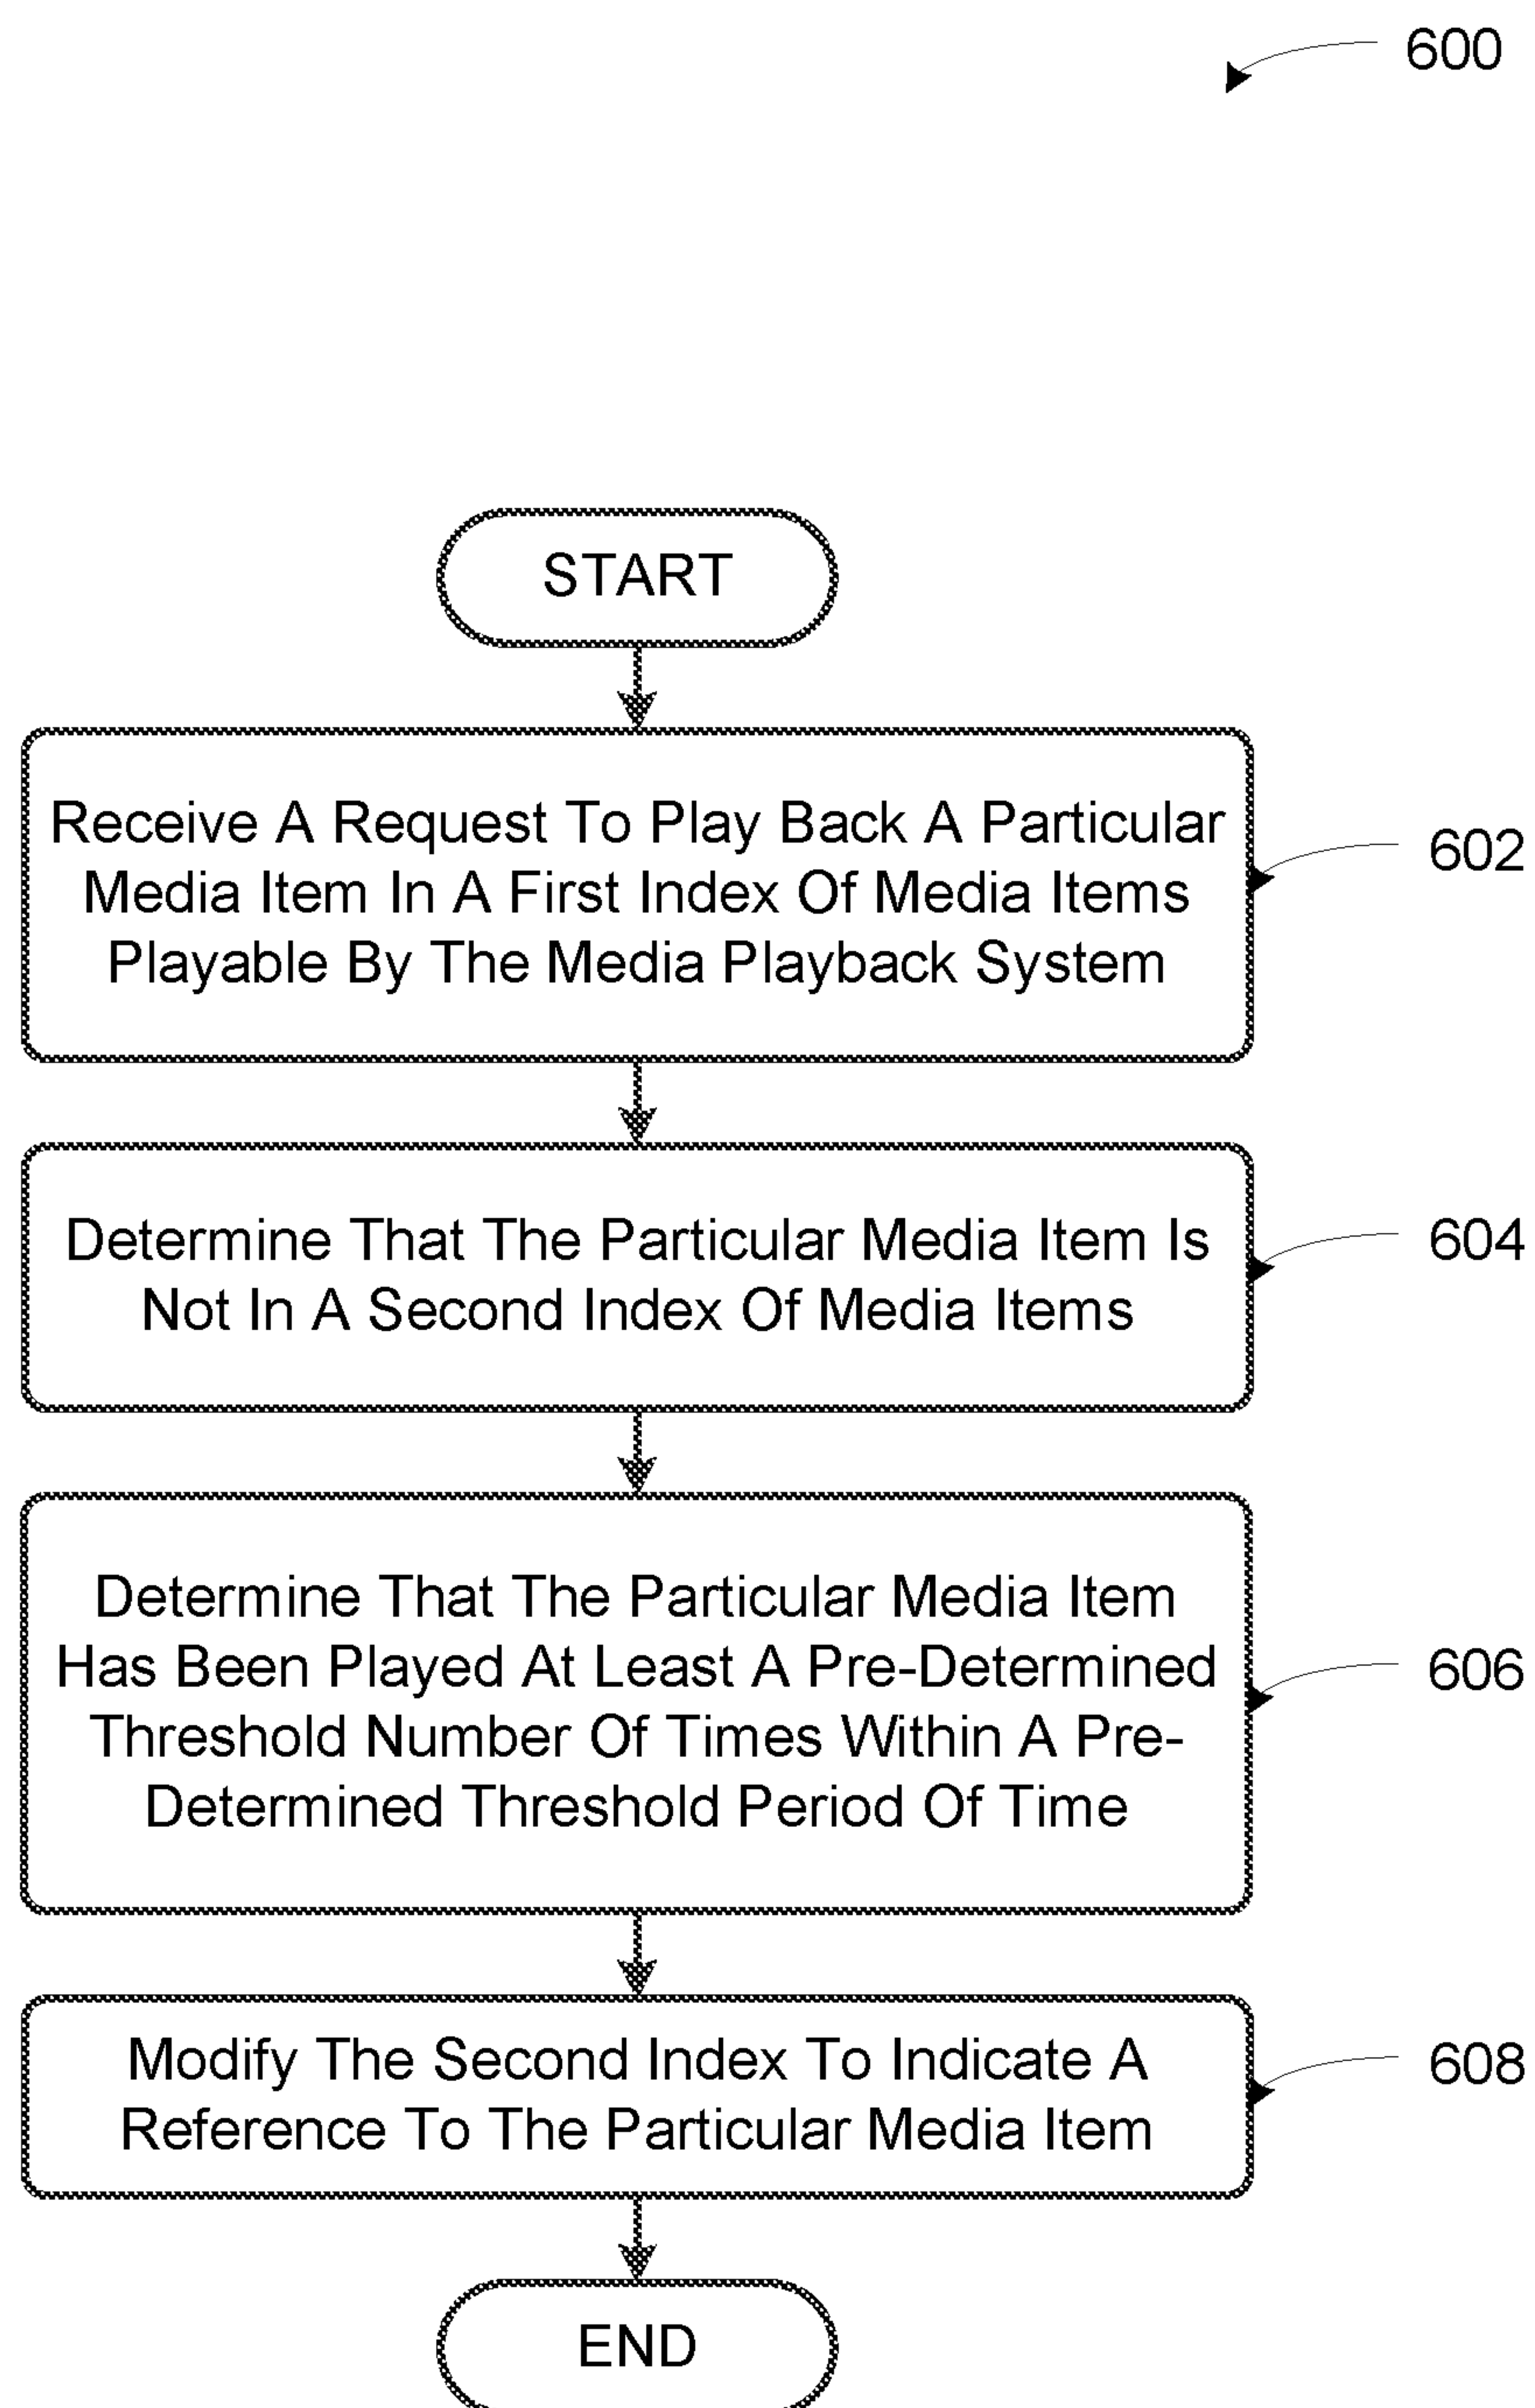 600
START
Receive A Request To Play Back A Particular
Media Item In A First Index Of Media Items
Playable By The Media Playback System
602
Determine That The Particular Media Item Is
Not In A Second Index Of Media Items
604
Determine That The Particular Media Item
Has Been Played At Least A Pre-Determined
Threshold Number Of Times Within A Pre-
Determined Threshold Period Of Time
606
Modify The Second Index To Indicate A
Reference To The Particular Media Item
608
END